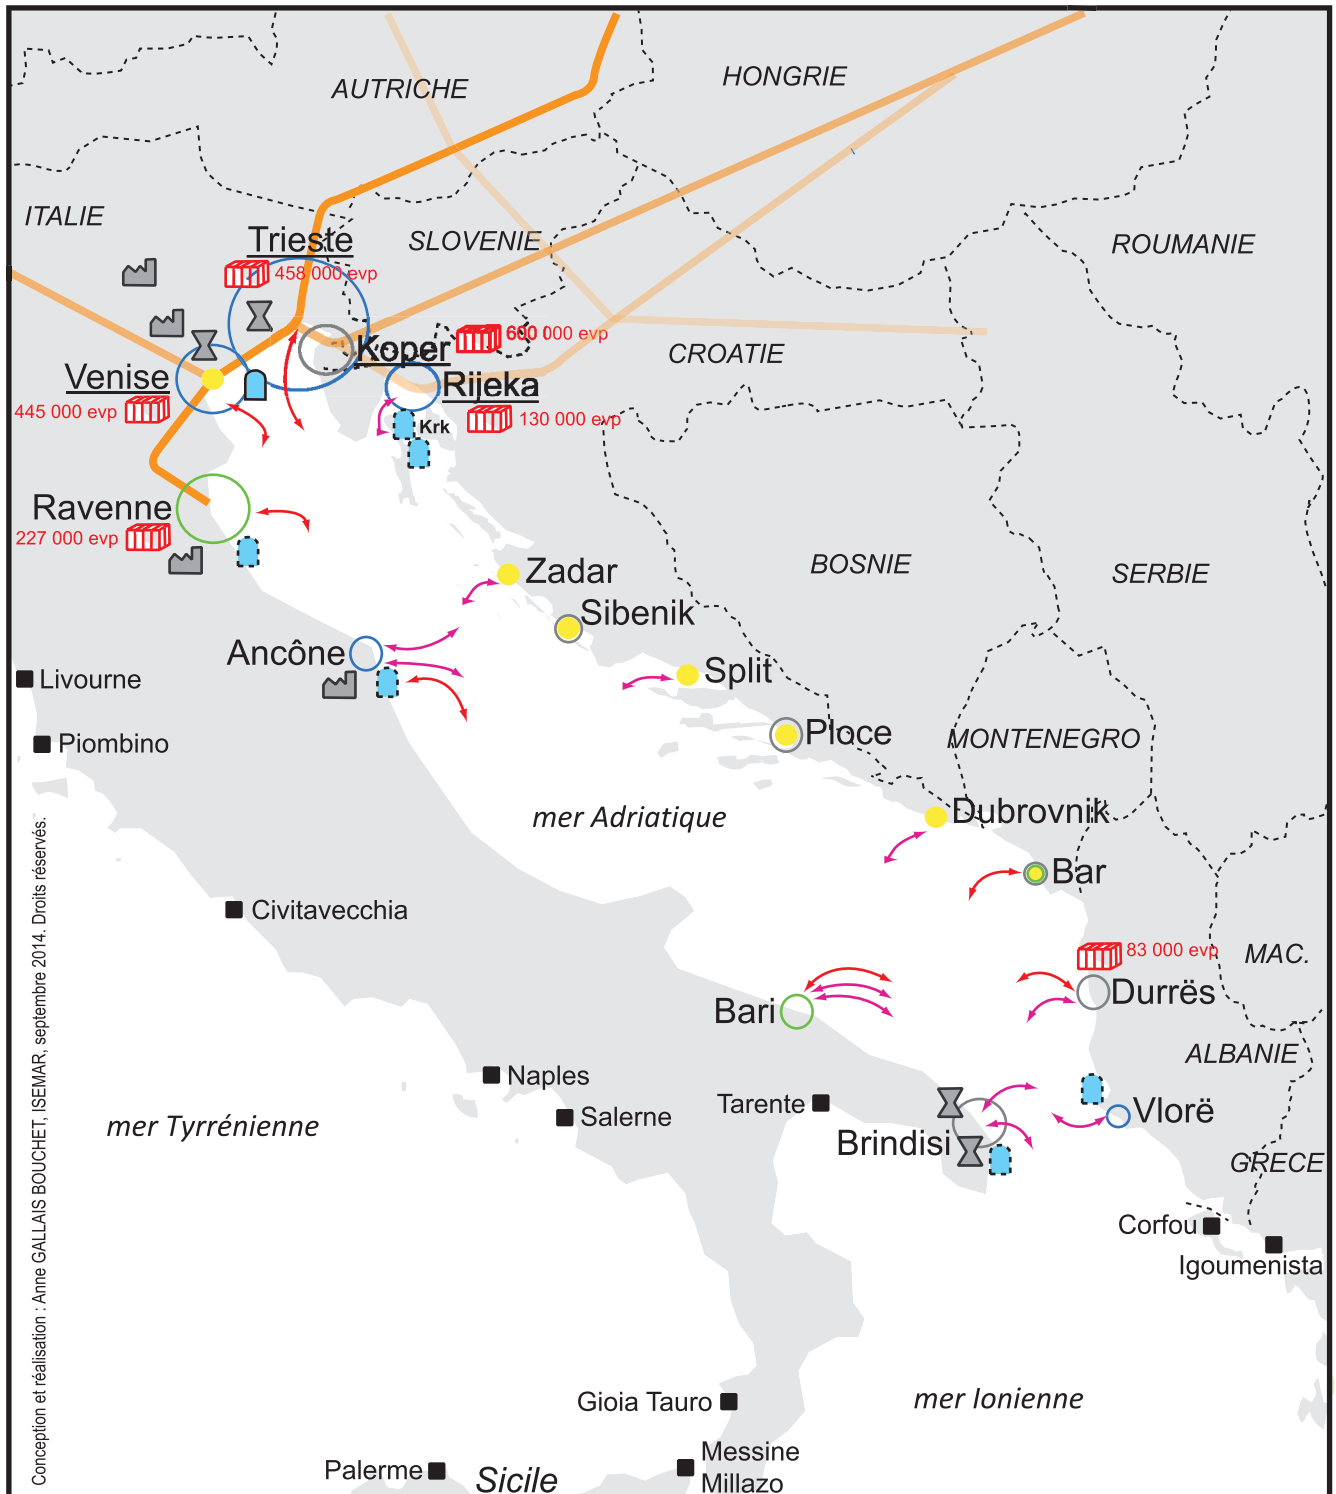 AUTRICHE
HONGRIE
ITALIE
Trieste
SLOVENIE
ROUMANIE
458 000 evp
600 000 evp
Koper
CROATIE
Venise
Rijeka
445 000 evp
130 000 evp
Krk
Ravenne
227 000 evp
BOSNIE
SERBIE
Zadar
Sibenik
Ancône
Split
Livourne
Ploce
MONTENEGRO
Piombino
mer Adriatique
Dubrovnik
Bar
Civitavecchia
83 000 evp
MAC.
Bari
Durrës
ALBANIE
Naples
Tarente
Salerne
Vlorë
mer Tyrrénienne
Brindisi
GRECE
Corfou
Igoumenista
Gioia Tauro
mer Ionienne
Messine
Millazo
Palerme
Sicile
Conception et réalisation : Anne GALLAIS BOUCHET, ISEMAR, septembre 2014. Droits réservés.